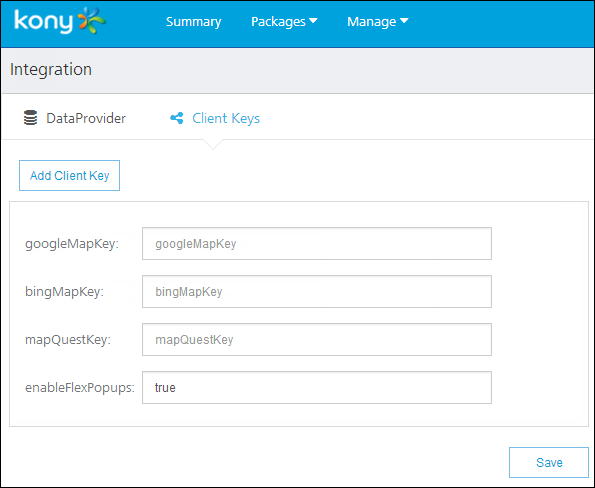 kony Summary Packages Manage
Integration
DataProvider Client Keys
Add Client Key
googleMapKey: googleMapKey
bingMapKey: bingMapKey
mapQuestKey: mapQuestKey
enableFlexPopups: true
Save